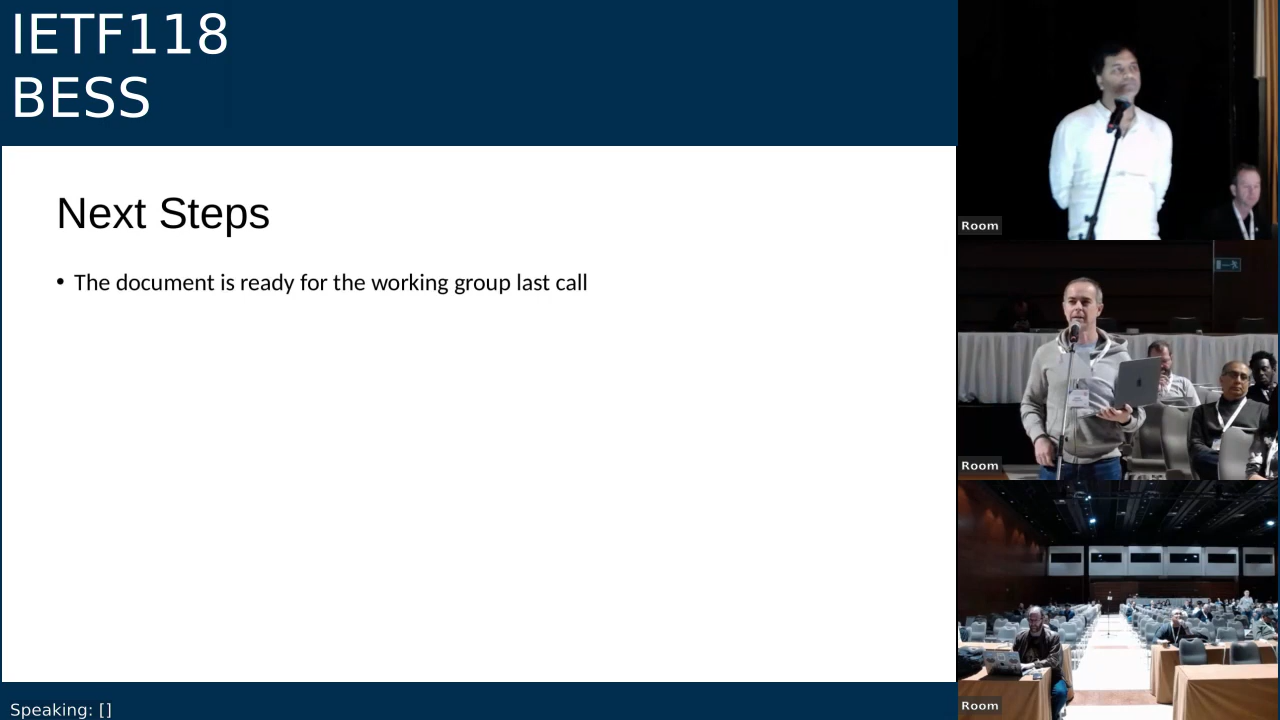 IETF118
BESS
Next Steps
• The document is ready for the working group last call
Speaking: []
Room
Room
Room